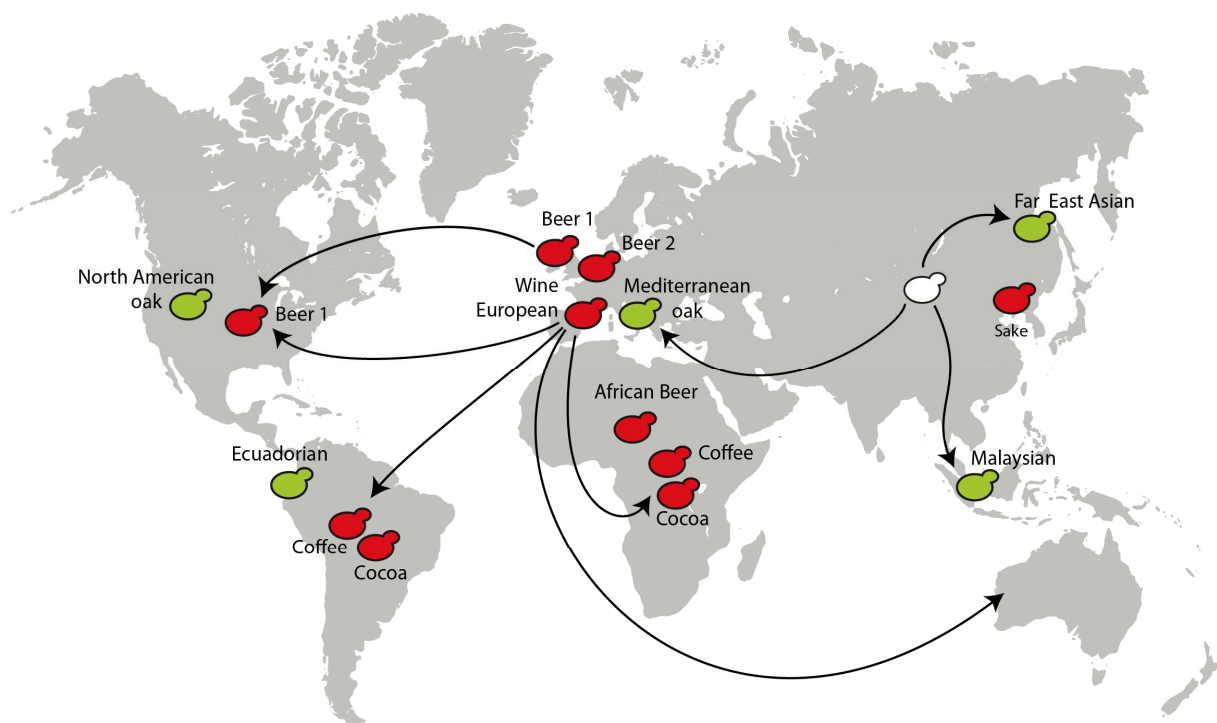 Far East Asian
Beer 1
Beer 2
North American
oak
Wine
European
Mediterranean
oak
Beer 1
Sake
African Beer
Ecuadorian
Coffee
Malaysian
Cocoa
Coffee
Cocoa